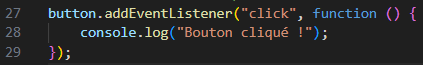 27 button.addEventListener("click", function () {
28 console.log("Bouton cliqué !");
29 });